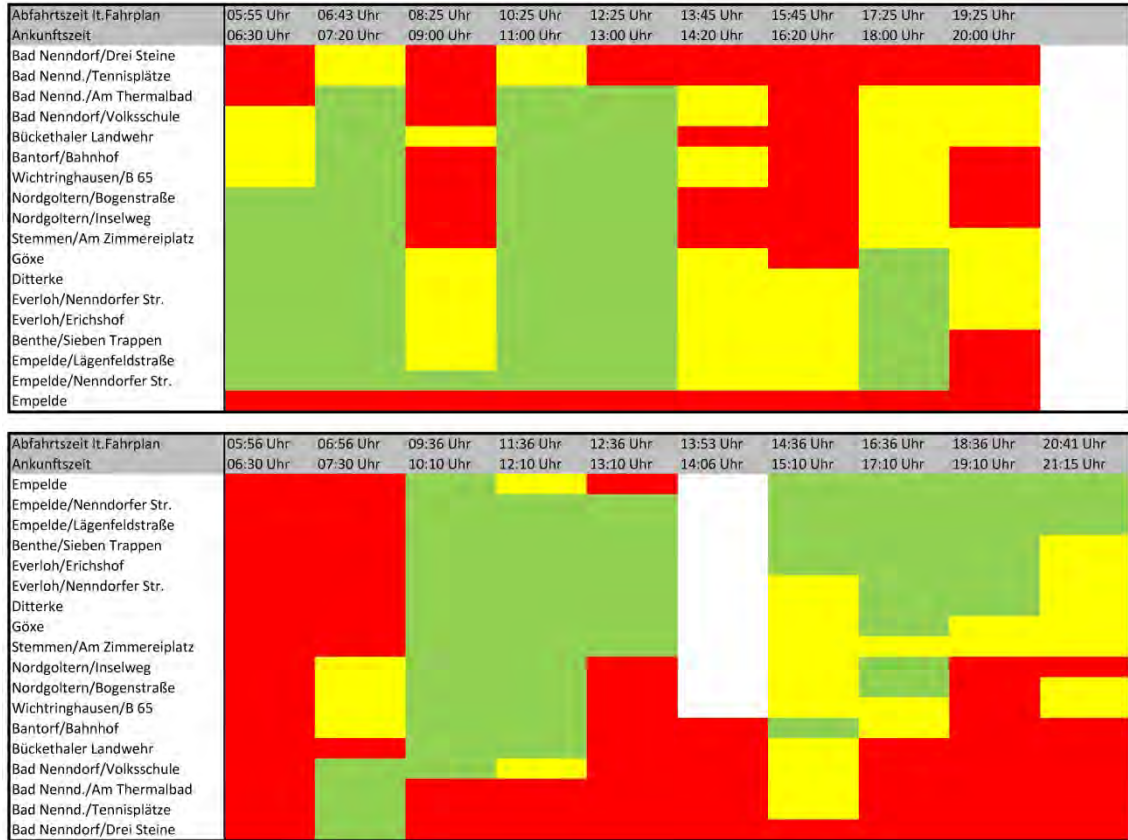 Abfahrtszeit lt.Fahrplan 05:55 Uhr 06:43 Uhr 08:25 Uhr 10:25 Uhr 12:25 Uhr 13:45 Uhr 15:45 Uhr 17:25 Uhr 19:25 Uhr
Ankunftszeit 06:30 Uhr 07:20 Uhr 09:00 Uhr 11:00 Uhr 13:00 Uhr 14:20 Uhr 16:20 Uhr 18:00 Uhr 20:00 Uhr
Bad Nenndorf/Drei Steine
Bad Nennd./Tennisplätze
Bad Nennd./Am Thermalbad
Bad Nenndorf/Volksschule
Bückethaler Landwehr
Bantorf/Bahnhof
Wichtringhausen/B 65
Nordgoltern/Bogenstraße
Nordgoltern/Inselweg
Stemmen/Am Zimmereiplatz
Göxe
Ditterke
Everloh/Nenndorfer Str.
Everloh/Erichshof
Benthe/Sieben Trappen
Empelde/Lägenfeldstraße
Empelde/Nenndorfer Str.
Empelde
Abfahrtszeit lt.Fahrplan 05:56 Uhr 06:56 Uhr 09:36 Uhr 11:36 Uhr 12:36 Uhr 13:53 Uhr 14:36 Uhr 16:36 Uhr 18:36 Uhr 20:41 Uhr
Ankunftszeit 06:30 Uhr 07:30 Uhr 10:10 Uhr 12:10 Uhr 13:10 Uhr 14:06 Uhr 15:10 Uhr 17:10 Uhr 19:10 Uhr 21:15 Uhr
Empelde
Empelde/Nenndorfer Str.
Empelde/Lägenfeldstraße
Benthe/Sieben Trappen
Everloh/Erichshof
Everloh/Nenndorfer Str.
Ditterke
Göxe
Stemmen/Am Zimmereiplatz
Nordgoltern/Inselweg
Nordgoltern/Bogenstraße
Wichtringhausen/B 65
Bantorf/Bahnhof
Bückethaler Landwehr
Bad Nenndorf/Volksschule
Bad Nennd./Am Thermalbad
Bad Nennd./Tennisplätze
Bad Nenndorf/Drei Steine